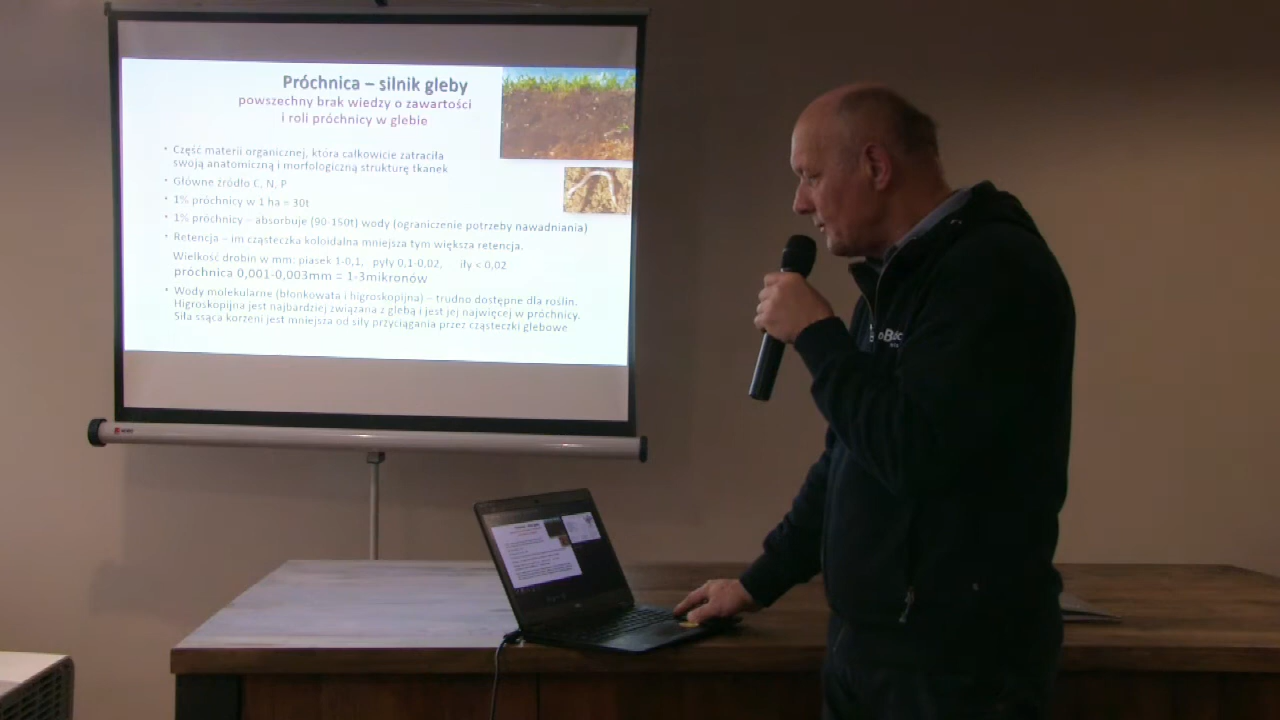 Próchnica – silnik gleby
powszechny brak wiedzy o zawartości
i roli próchnicy w glebie
• Część materii organicznej, która całkowicie zatraciła
swoją anatomiczną i morfologiczną strukturę tkanek
• Główne źródło C, N, P
• 1% próchnicy w 1 ha = 30t
• 1% próchnicy – absorbuje (90-150t) wody (ograniczenie potrzeby nawadniania)
• Retencja – im cząsteczka koloidalna mniejsza tym większa retencja.
Wielkość drobin w mm: piasek 1-0,1, pyły 0,1-0,02, iły < 0,02
próchnica 0,001-0,003mm = 1-3mikronów
• Wody molekularne (błonkowata i higroskopijna) – trudno dostępne dla roślin.
Higroskopijna jest najbardziej związana z glebą i jest jej najwięcej w próchnicy.
Siła ssąca korzeni jest mniejsza od siły przyciągania przez cząsteczki glebowe